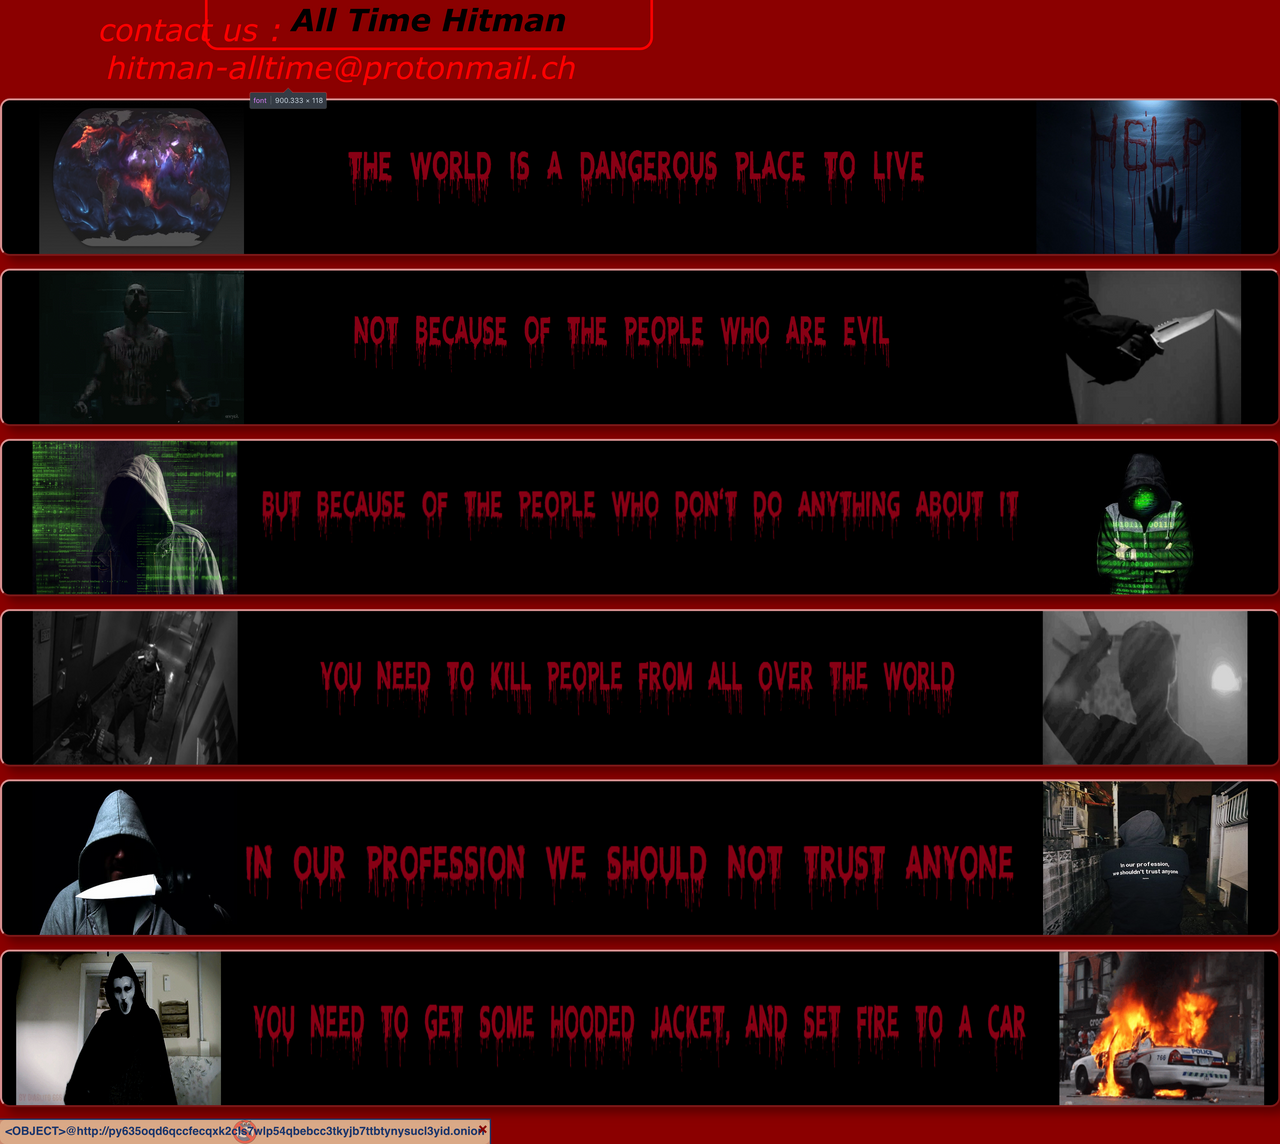 All Time Hitman
contact us :
hitman-alltime@protonmail.ch
font 900.333 × 118
THE WORLD IS A DANGEROUS PLACE TO LIVE
HELP
NOT BECAUSE OF THE PEOPLE WHO ARE EVIL
BUT BECAUSE OF THE PEOPLE WHO DON'T DO ANYTHING ABOUT IT
YOU NEED TO KILL PEOPLE FROM ALL OVER THE WORLD
IN OUR PROFESSION WE SHOULD NOT TRUST ANYONE
in our profession,
we shouldn't trust anyone
YOU NEED TO GET SOME HOODED JACKET, AND SET FIRE TO A CAR
768 POLICE
<OBJECT>@http://py635oqd6qccfecqxk2cls7wlp54qbebcc3tkyjb7ttbtynysucl3yid.onion